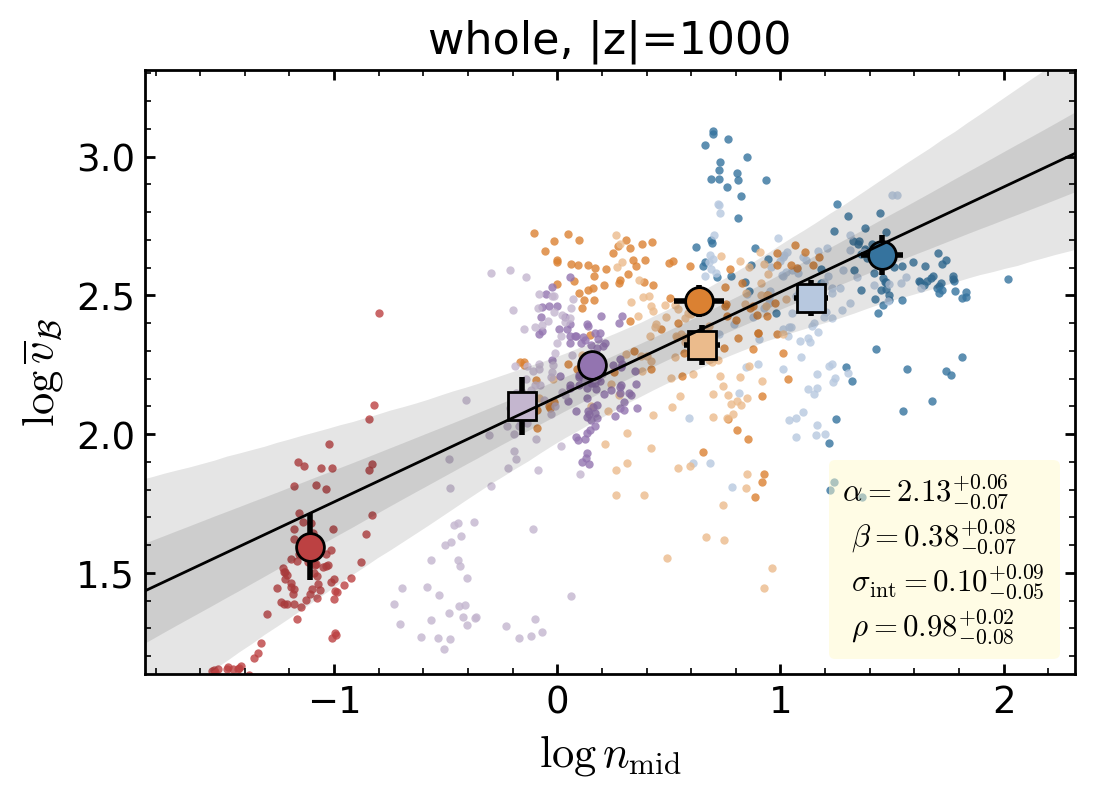 whole, |z|=1000
3.0
2.5
2.0
1.5
log v̅_ℬ
α = 2.13^{+0.06}_{-0.07}
β = 0.38^{+0.08}_{-0.07}
σ_int = 0.10^{+0.09}_{-0.05}
ρ = 0.98^{+0.02}_{-0.08}
−1 0 1 2
log n_mid